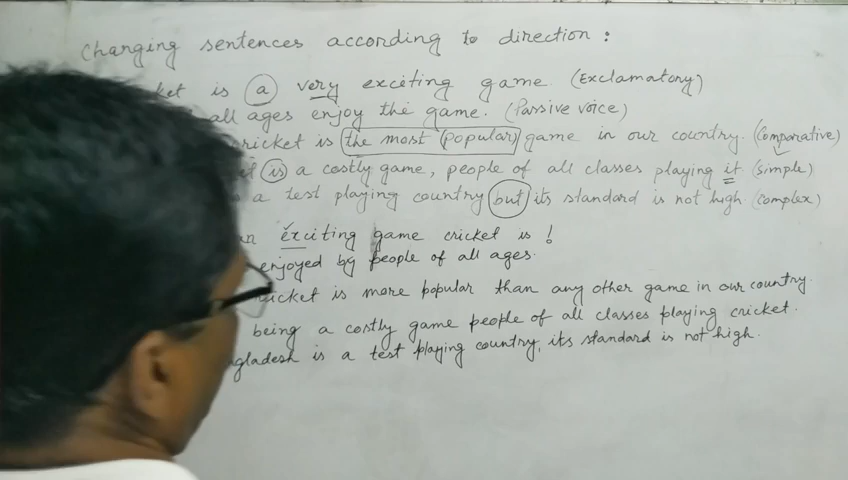 Changing sentences according to direction :
ket is a very exciting game. (Exclamatory)
all ages enjoy the game. (Passive voice)
ricket is the most (popular) game in our country. (Comparative)
is a costly game, people of all classes playing it (simple)
a test playing country but its standard is not high (complex)
an exciting game cricket is !
enjoyed by people of all ages.
ricket is more popular than any other game in our country.
being a costly game people of all classes playing cricket.
gladesh is a test playing country, its standard is not high.